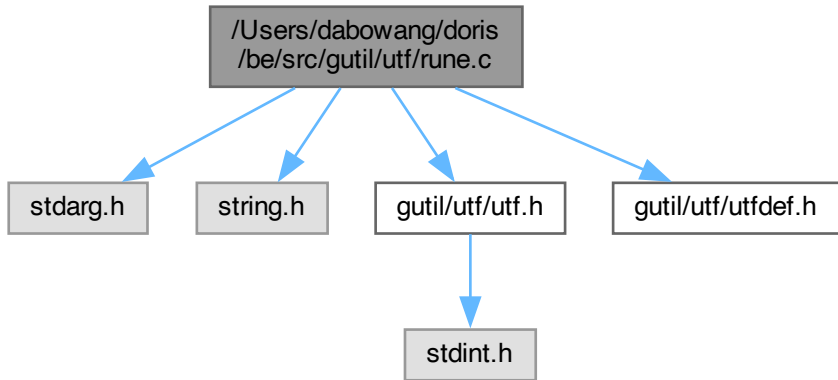 /Users/dabowang/doris
/be/src/gutil/utf/rune.c
stdarg.h
string.h
gutil/utf/utf.h
gutil/utf/utfdef.h
stdint.h